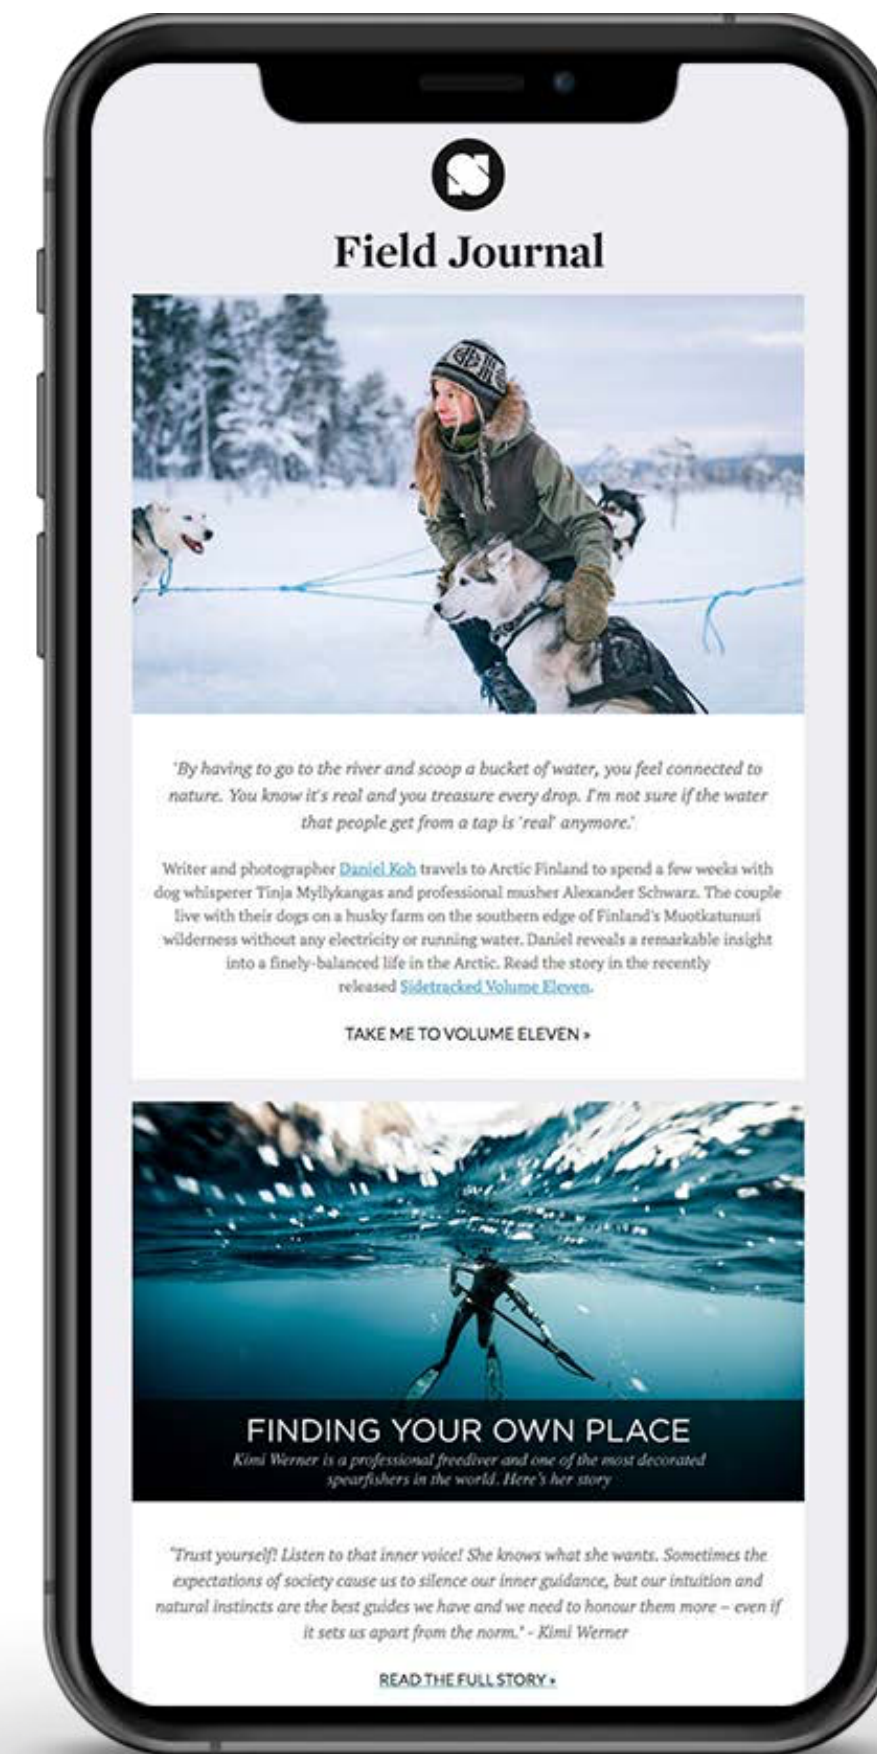 Field Journal
'By having to go to the river and scoop a bucket of water, you feel connected to
nature. You know it's real and you treasure every drop. I'm not sure if the water
that people get from a tap is 'real' anymore.'
Writer and photographer Daniel Koh travels to Arctic Finland to spend a few weeks with
dog whisperer Tinja Myllykangas and professional musher Alexander Schwarz. The couple
live with their dogs on a husky farm on the southern edge of Finland's Muotkatunuri
wilderness without any electricity or running water. Daniel reveals a remarkable insight
into a finely-balanced life in the Arctic. Read the story in the recently
released Sidetracked Volume Eleven.
TAKE ME TO VOLUME ELEVEN »
FINDING YOUR OWN PLACE
Kimi Werner is a professional freediver and one of the most decorated
spearfishers in the world. Here's her story
"Trust yourself! Listen to that inner voice! She knows what she wants. Sometimes the
expectations of society cause us to silence our inner guidance, but our intuition and
natural instincts are the best guides we have and we need to honour them more – even if
it sets us apart from the norm." - Kimi Werner
READ THE FULL STORY »